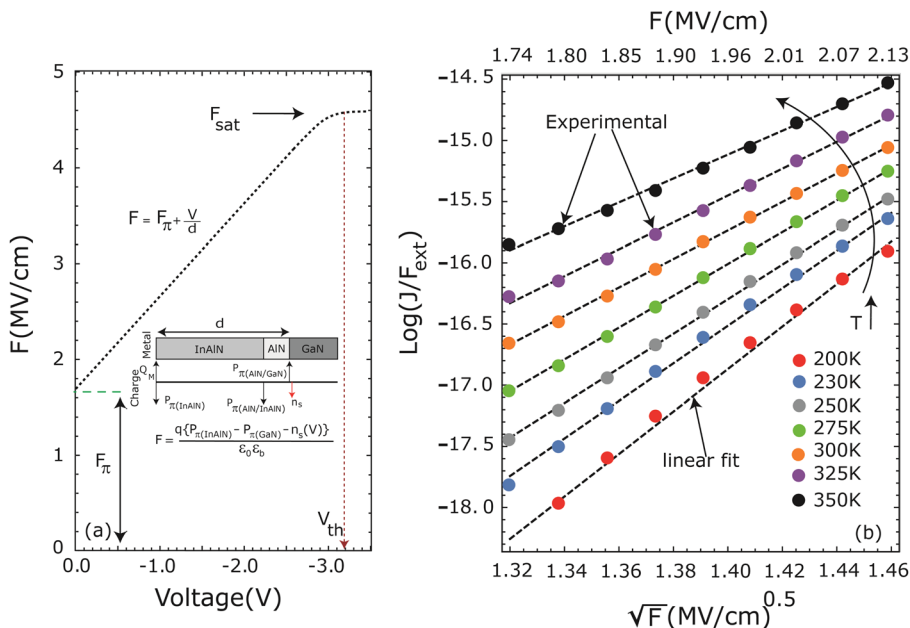 F(MV/cm)
5
4
3
2
1
0
F_sat
F = F_π + V/d
d
Metal
InAlN
AlN
GaN
Charge
Q_M
P_π(AlN/GaN)
P_π(InAlN)
P_π(AlN/InAlN)
n_s
F = q{P_π(InAlN) − P_π(GaN) − n_s(V)} / ε_0 ε_b
F_π
(a)
V_th
0.0 -1.0 -2.0 -3.0
Voltage(V)
F(MV/cm)
1.74 1.80 1.85 1.90 1.96 2.01 2.07 2.13
Log(J/F_ext)
-14.5
-15.0
-15.5
-16.0
-16.5
-17.0
-17.5
-18.0
Experimental
T
linear fit
200K
230K
250K
275K
300K
325K
350K
(b)
1.32 1.34 1.36 1.38 1.40 1.42 1.44 1.46
√F(MV/cm)^0.5